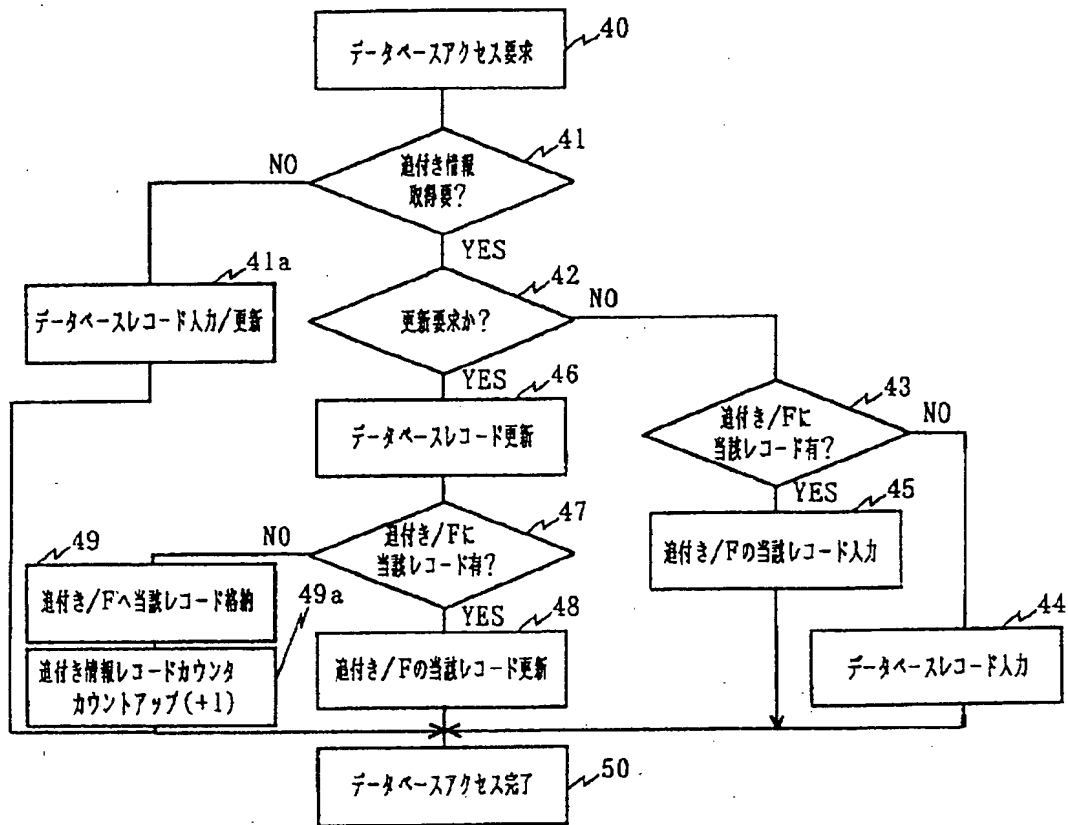 データベースアクセス要求
40
追付き情報
取得要?
41
NO
YES
41a
データベースレコード入力/更新
更新要求か?
42
NO
YES
46
データベースレコード更新
追付き/Fに
当該レコード有?
43
NO
YES
45
追付き/Fの当該レコード入力
追付き/Fに
当該レコード有?
47
NO
YES
49
追付き/Fへ当該レコード格納
49a
追付き情報レコードカウンタ
カウントアップ(+1)
48
追付き/Fの当該レコード更新
44
データベースレコード入力
データベースアクセス完了
50